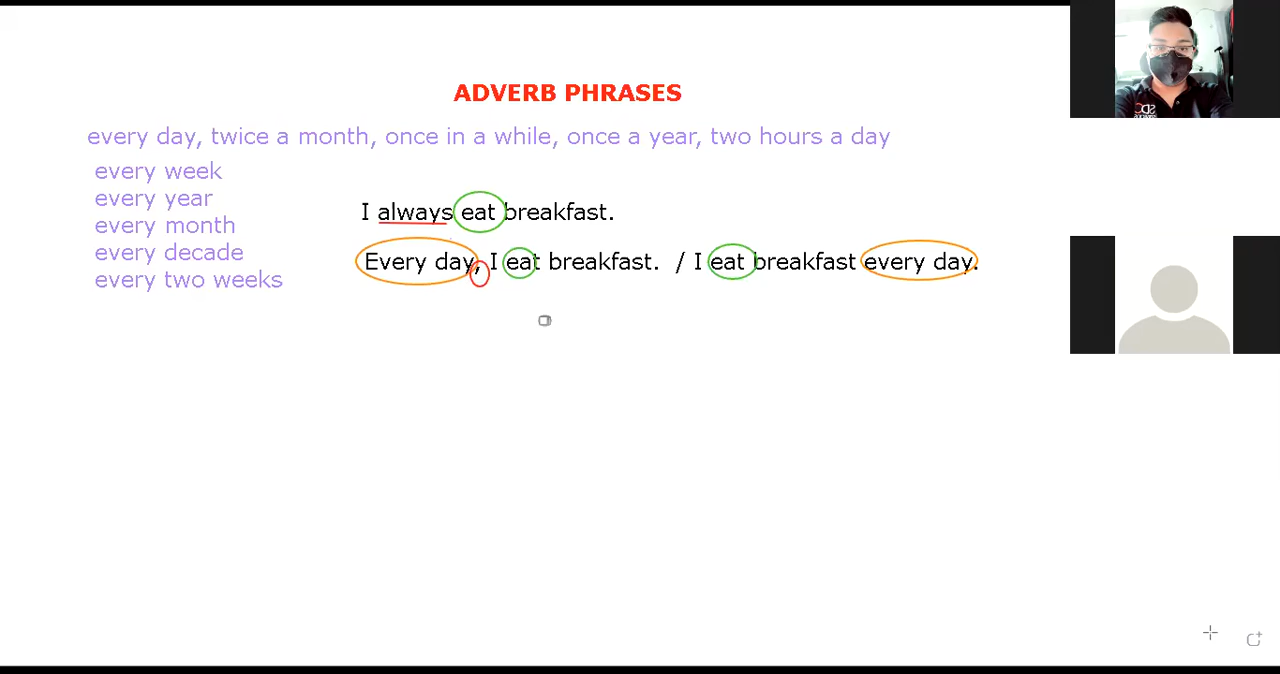 ADVERB PHRASES
every day, twice a month, once in a while, once a year, two hours a day
every week
every year
every month
every decade
every two weeks
I always eat breakfast.
Every day, I eat breakfast. / I eat breakfast every day.
SDC